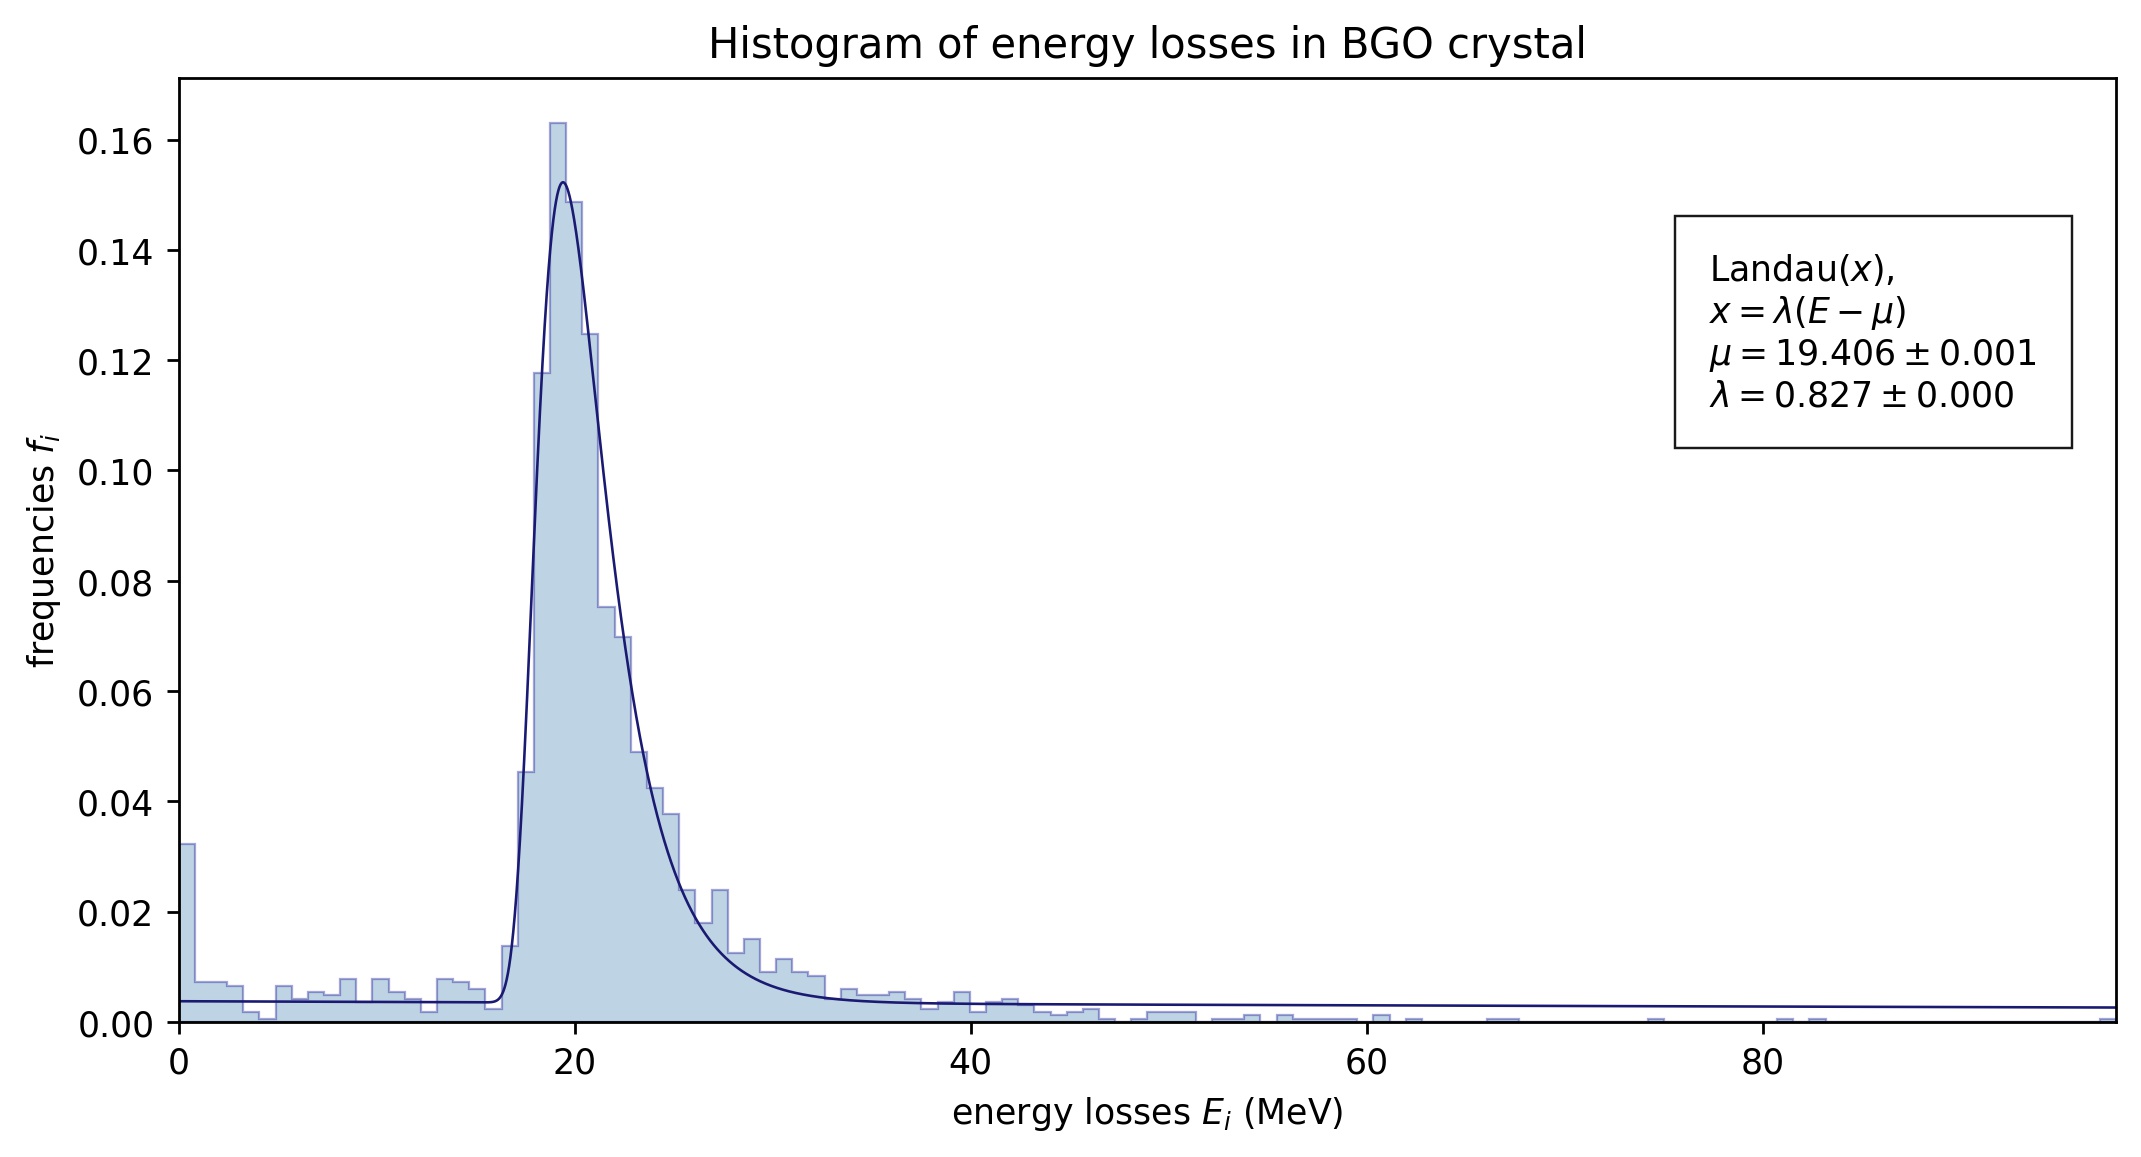 Histogram of energy losses in BGO crystal
0.16
0.14
0.12
0.10
0.08
0.06
0.04
0.02
0.00
frequencies fᵢ
Landau(x),
x = λ(E − μ)
μ = 19.406 ± 0.001
λ = 0.827 ± 0.000
0 20 40 60 80
energy losses Eᵢ (MeV)